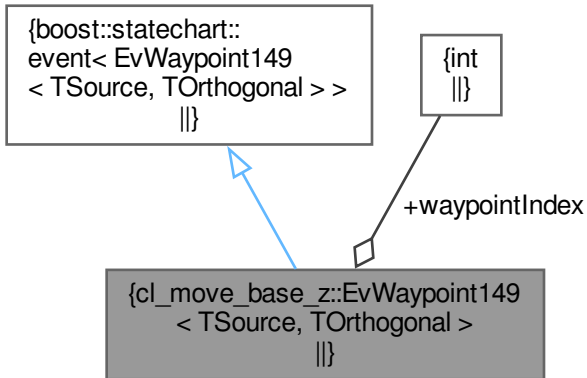 {boost::statechart::
event< EvWaypoint149
< TSource, TOrthogonal > >
||}
{int
||}
+waypointIndex
{cl_move_base_z::EvWaypoint149
< TSource, TOrthogonal >
||}